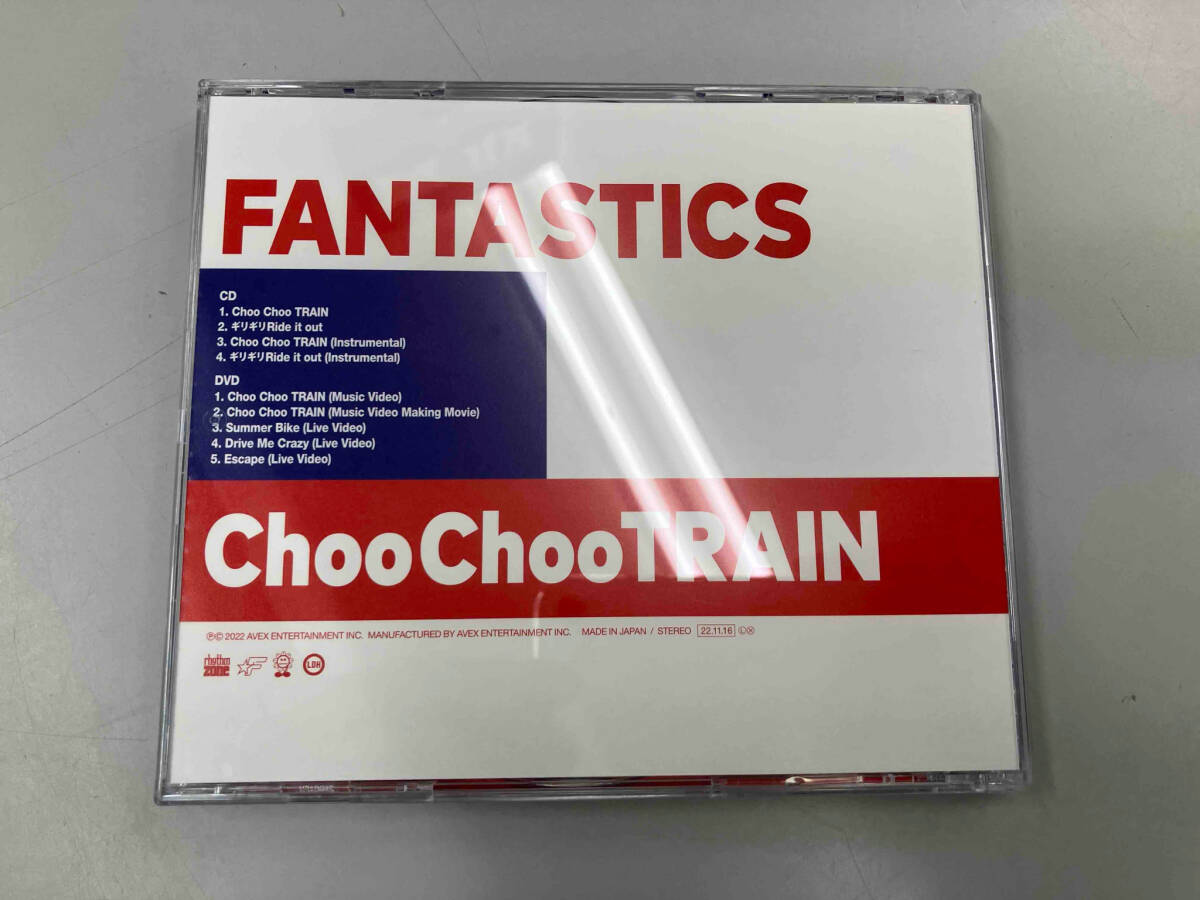 FANTASTICS
CD
1. Choo Choo TRAIN
2. ギリギリRide it out
3. Choo Choo TRAIN (Instrumental)
4. ギリギリRide it out (Instrumental)
DVD
1. Choo Choo TRAIN (Music Video)
2. Choo Choo TRAIN (Music Video Making Movie)
3. Summer Bike (Live Video)
4. Drive Me Crazy (Live Video)
5. Escape (Live Video)
ChooChooTRAIN
ⓅⒸ 2022 AVEX ENTERTAINMENT INC. MANUFACTURED BY AVEX ENTERTAINMENT INC. MADE IN JAPAN / STEREO 22.11.16 ⓁⓍ
rhythm zone F LDH